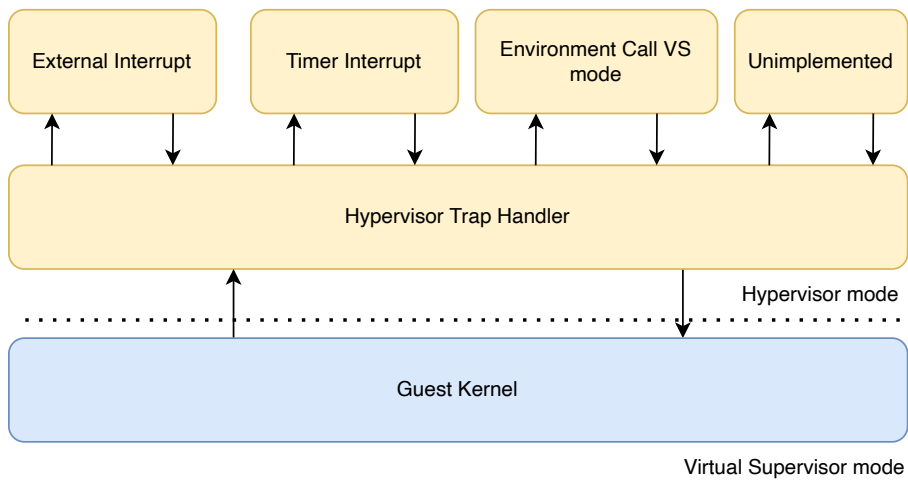 External Interrupt
Timer Interrupt
Environment Call VS
mode
Unimplemented
Hypervisor Trap Handler
Hypervisor mode
Guest Kernel
Virtual Supervisor mode